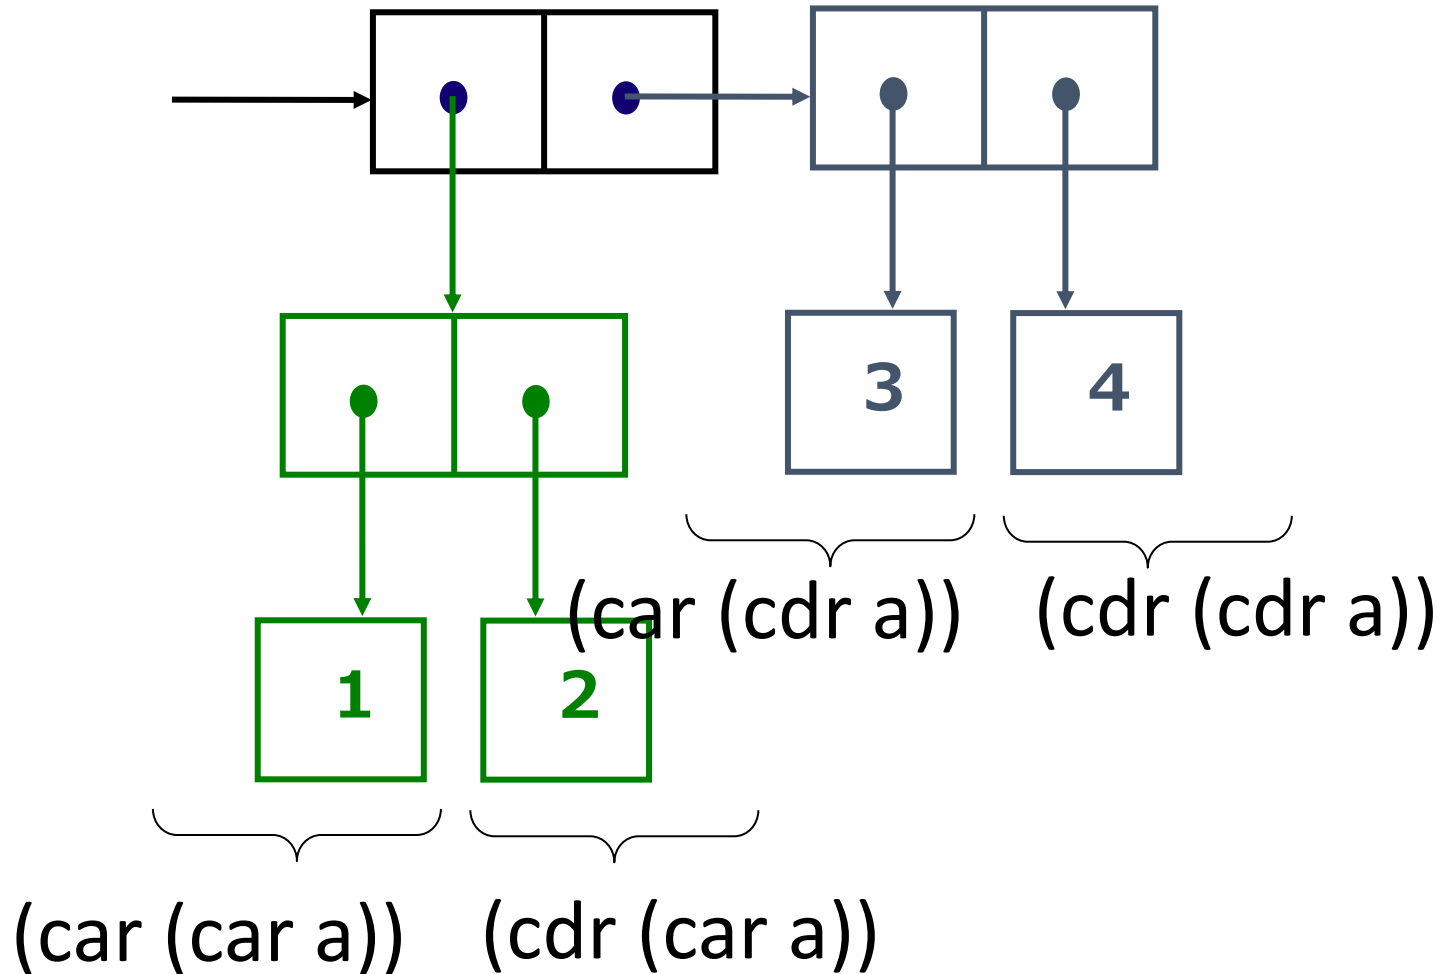 3
4
(car (cdr a))
(cdr (cdr a))
1
2
(car (car a))
(cdr (car a))